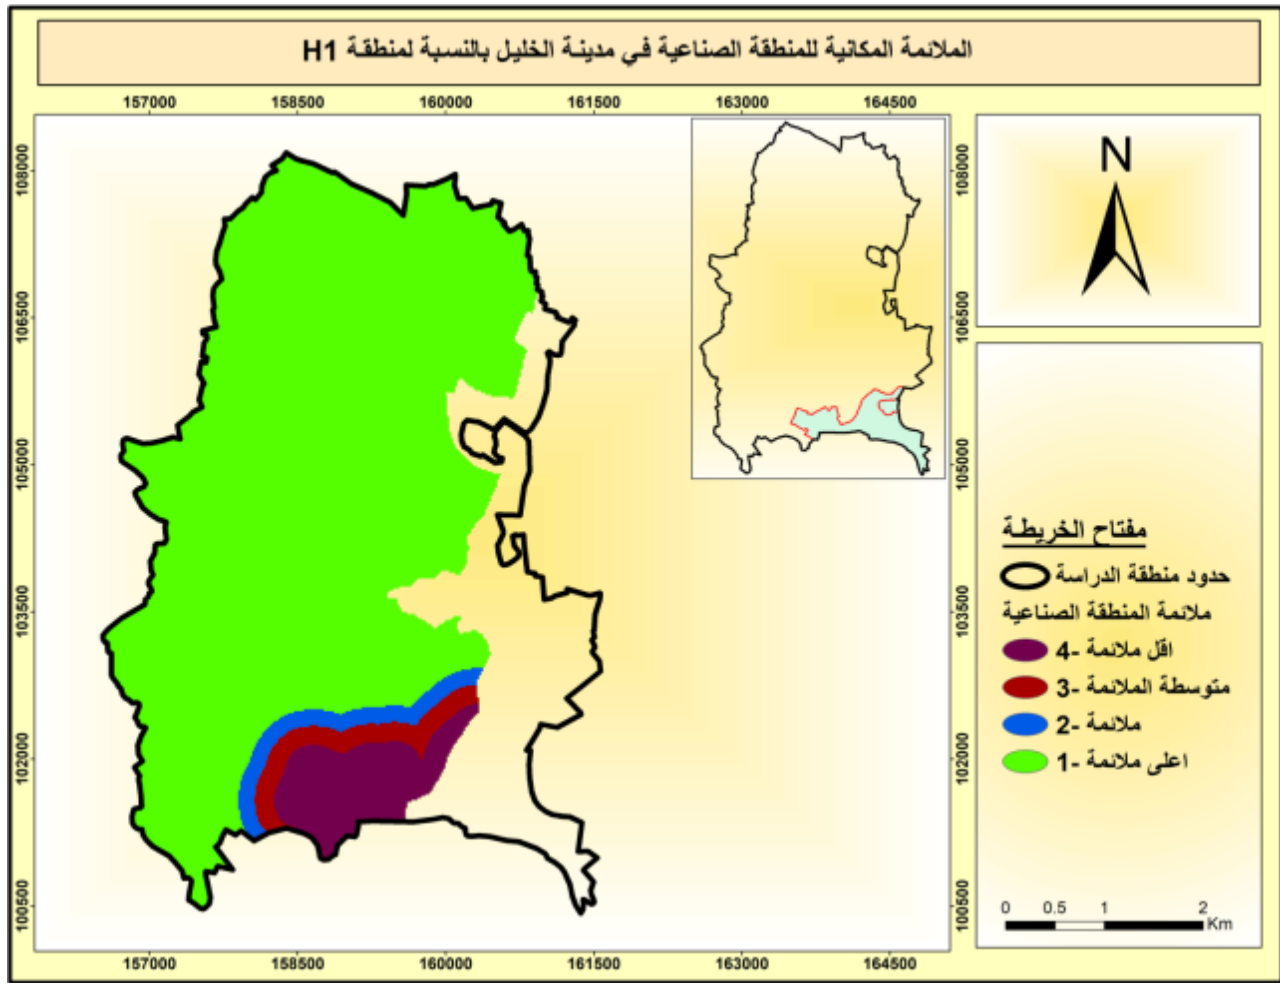 الملائمة المكانية للمنطقة الصناعية في مدينة الخليل بالنسبة لمنطقة H1
157000 158500 160000 161500 163000 164500
108000 108000
106500 106500
105000 105000
103500 103500
102000 102000
100500 100500
157000 158500 160000 161500 163000 164500
N
مفتاح الخريطة
حدود منطقة الدراسة
ملائمة المنطقة الصناعية
4- اقل ملائمة
3- متوسطة الملائمة
2- ملائمة
1- اعلى ملائمة
0 0.5 1 2
Km